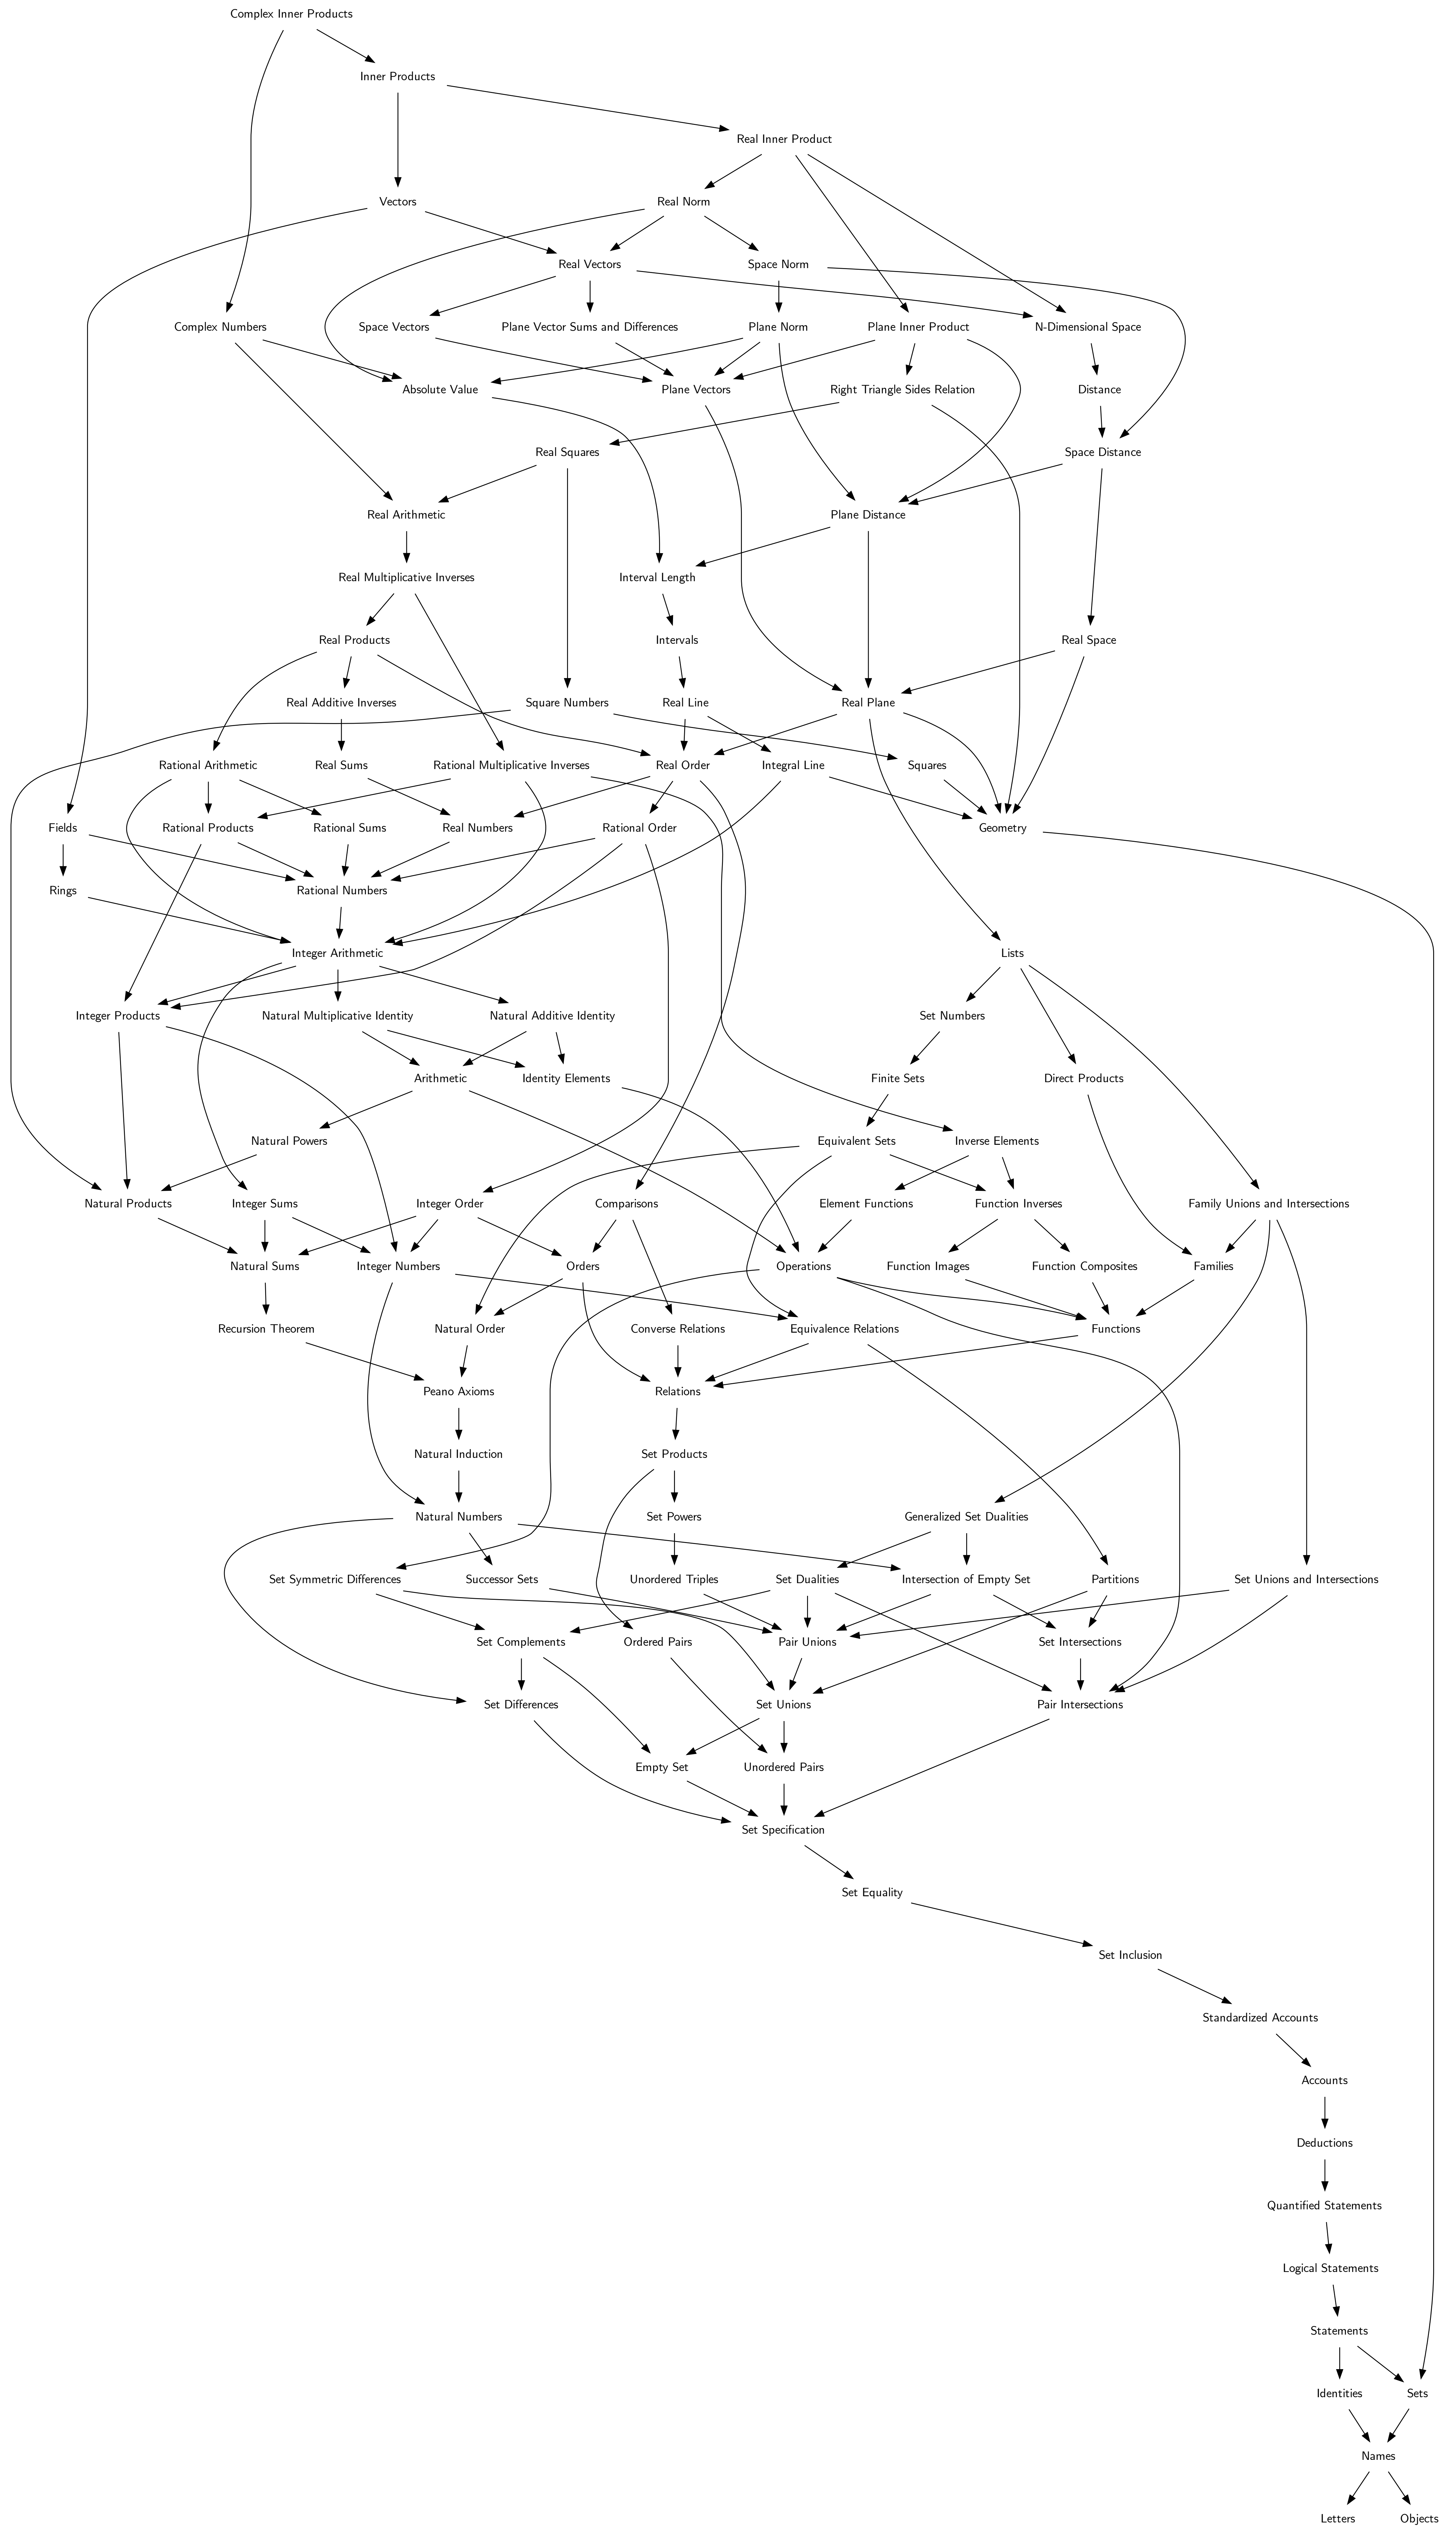 Complex Inner Products
Inner Products
Real Inner Product
Vectors
Real Norm
Real Vectors
Space Norm
Complex Numbers
Space Vectors
Plane Vector Sums and Differences
Plane Norm
Plane Inner Product
N-Dimensional Space
Absolute Value
Plane Vectors
Right Triangle Sides Relation
Distance
Real Squares
Space Distance
Real Arithmetic
Plane Distance
Real Multiplicative Inverses
Interval Length
Real Products
Intervals
Real Space
Real Additive Inverses
Square Numbers
Real Line
Real Plane
Rational Arithmetic
Real Sums
Rational Multiplicative Inverses
Real Order
Integral Line
Squares
Fields
Rational Products
Rational Sums
Real Numbers
Rational Order
Geometry
Rings
Rational Numbers
Integer Arithmetic
Lists
Integer Products
Natural Multiplicative Identity
Natural Additive Identity
Set Numbers
Arithmetic
Identity Elements
Finite Sets
Direct Products
Natural Powers
Equivalent Sets
Inverse Elements
Natural Products
Integer Sums
Integer Order
Comparisons
Element Functions
Function Inverses
Family Unions and Intersections
Natural Sums
Integer Numbers
Orders
Operations
Function Images
Function Composites
Families
Recursion Theorem
Natural Order
Converse Relations
Equivalence Relations
Functions
Peano Axioms
Relations
Natural Induction
Set Products
Natural Numbers
Set Powers
Generalized Set Dualities
Set Symmetric Differences
Successor Sets
Unordered Triples
Set Dualities
Intersection of Empty Set
Partitions
Set Unions and Intersections
Set Complements
Ordered Pairs
Pair Unions
Set Intersections
Set Differences
Set Unions
Pair Intersections
Empty Set
Unordered Pairs
Set Specification
Set Equality
Set Inclusion
Standardized Accounts
Accounts
Deductions
Quantified Statements
Logical Statements
Statements
Identities
Sets
Names
Letters
Objects